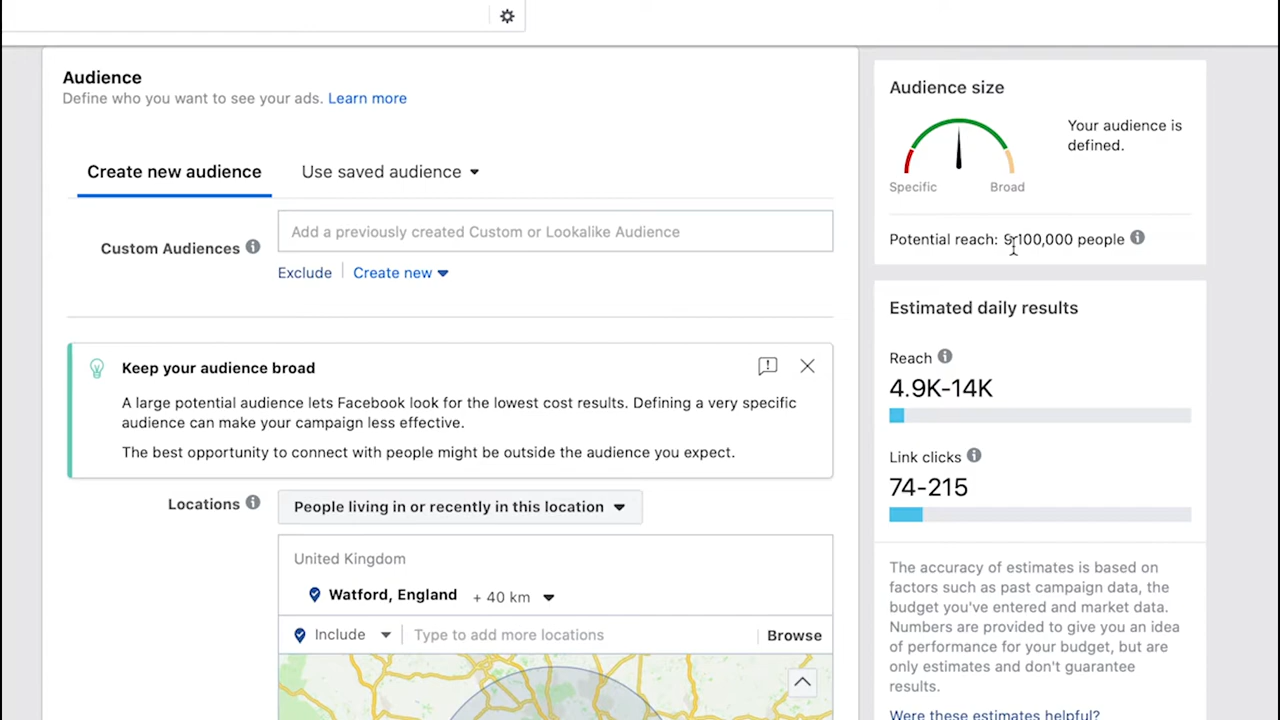 Audience
Define who you want to see your ads. Learn more
Create new audience
Use saved audience
Custom Audiences
Add a previously created Custom or Lookalike Audience
Exclude
Create new
Keep your audience broad
A large potential audience lets Facebook look for the lowest cost results. Defining a very specific
audience can make your campaign less effective.
The best opportunity to connect with people might be outside the audience you expect.
Locations
People living in or recently in this location
United Kingdom
Watford, England + 40 km
Include
Type to add more locations
Browse
Audience size
Your audience is
defined.
Specific
Broad
Potential reach: 9,100,000 people
Estimated daily results
Reach
4.9K-14K
Link clicks
74-215
The accuracy of estimates is based on
factors such as past campaign data, the
budget you've entered and market data.
Numbers are provided to give you an idea
of performance for your budget, but are
only estimates and don't guarantee
results.
Were these estimates helpful?